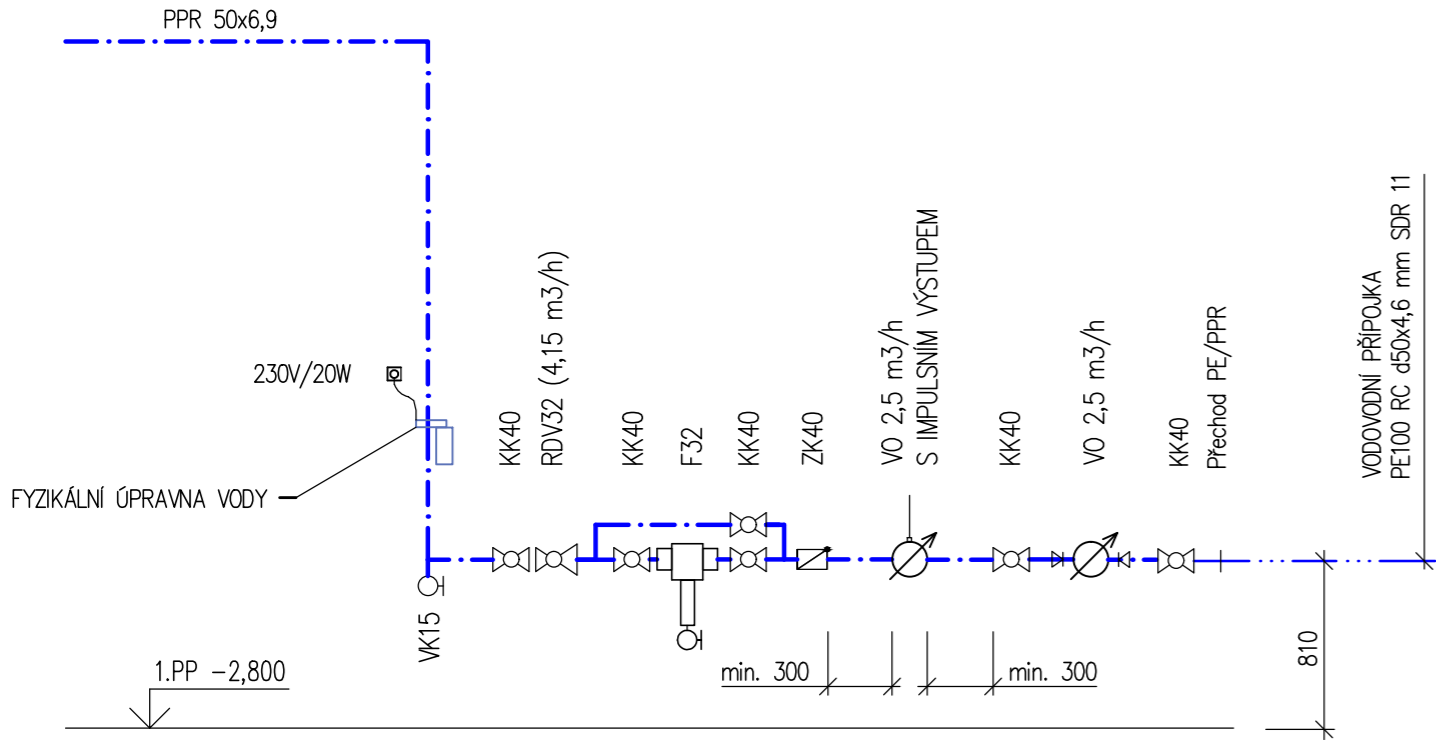 PPR 50x6,9
230V/20W
FYZIKÁLNÍ ÚPRAVNA VODY
KK40
RDV32 (4,15 m3/h)
KK40
F32
KK40
ZK40
VO 2,5 m3/h
S IMPULSNÍM VÝSTUPEM
KK40
VO 2,5 m3/h
KK40
Přechod PE/PPR
VODOVODNÍ PŘÍPOJKA
PE100 RC d50x4,6 mm SDR 11
VK15
1.PP -2,800
min. 300
min. 300
810